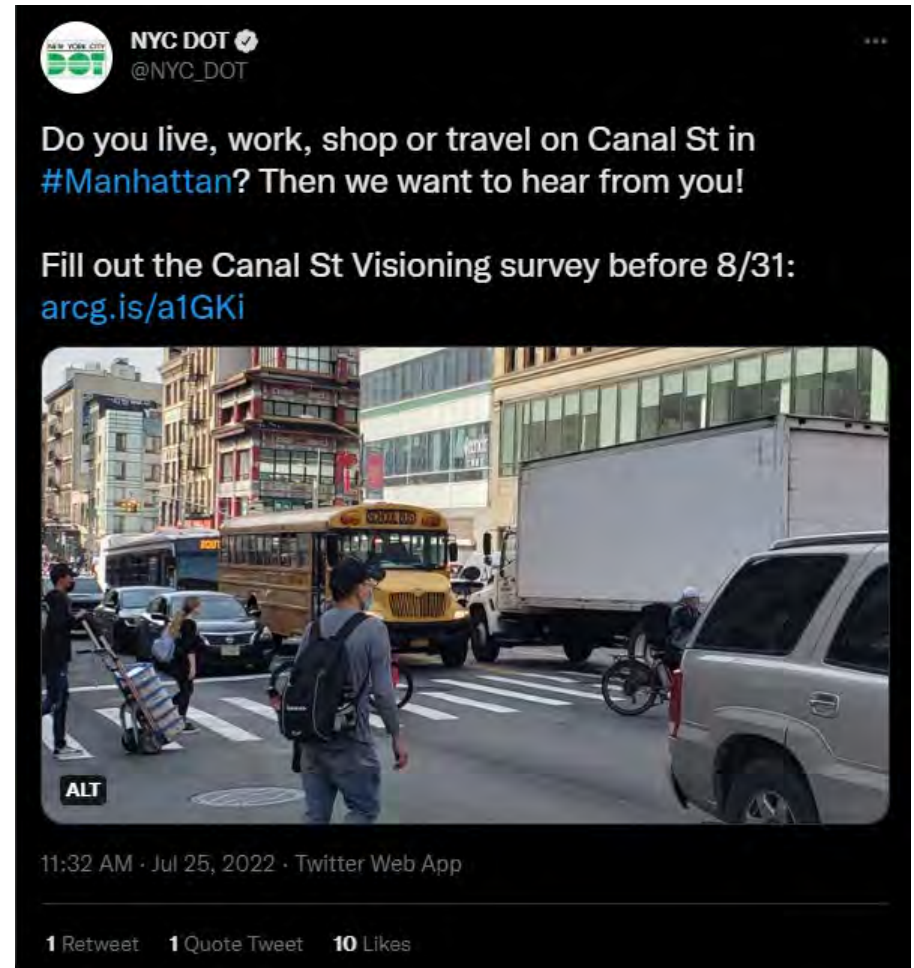 NEW YORK CITY
DOT
NYC DOT
@NYC_DOT
Do you live, work, shop or travel on Canal St in
#Manhattan? Then we want to hear from you!
Fill out the Canal St Visioning survey before 8/31:
arcg.is/a1GKi
SCHOOL BUS
ALT
11:32 AM · Jul 25, 2022 · Twitter Web App
1 Retweet 1 Quote Tweet 10 Likes